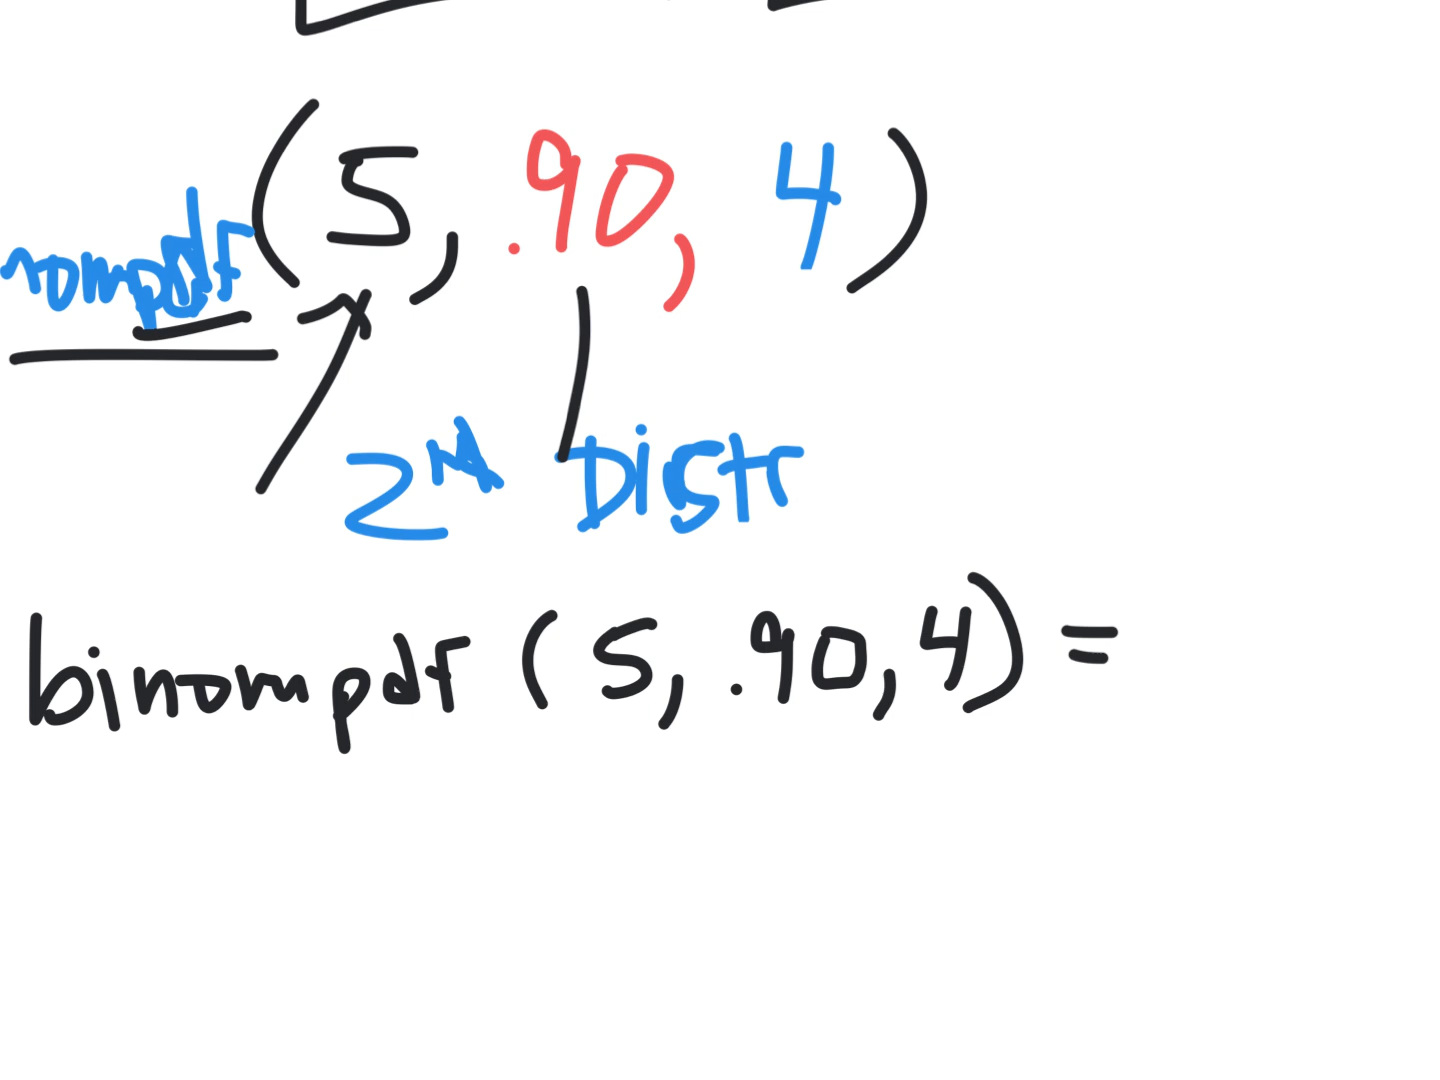 nompdf (5, .90, 4)
2nd Distr
binompdf (5, .90, 4) =